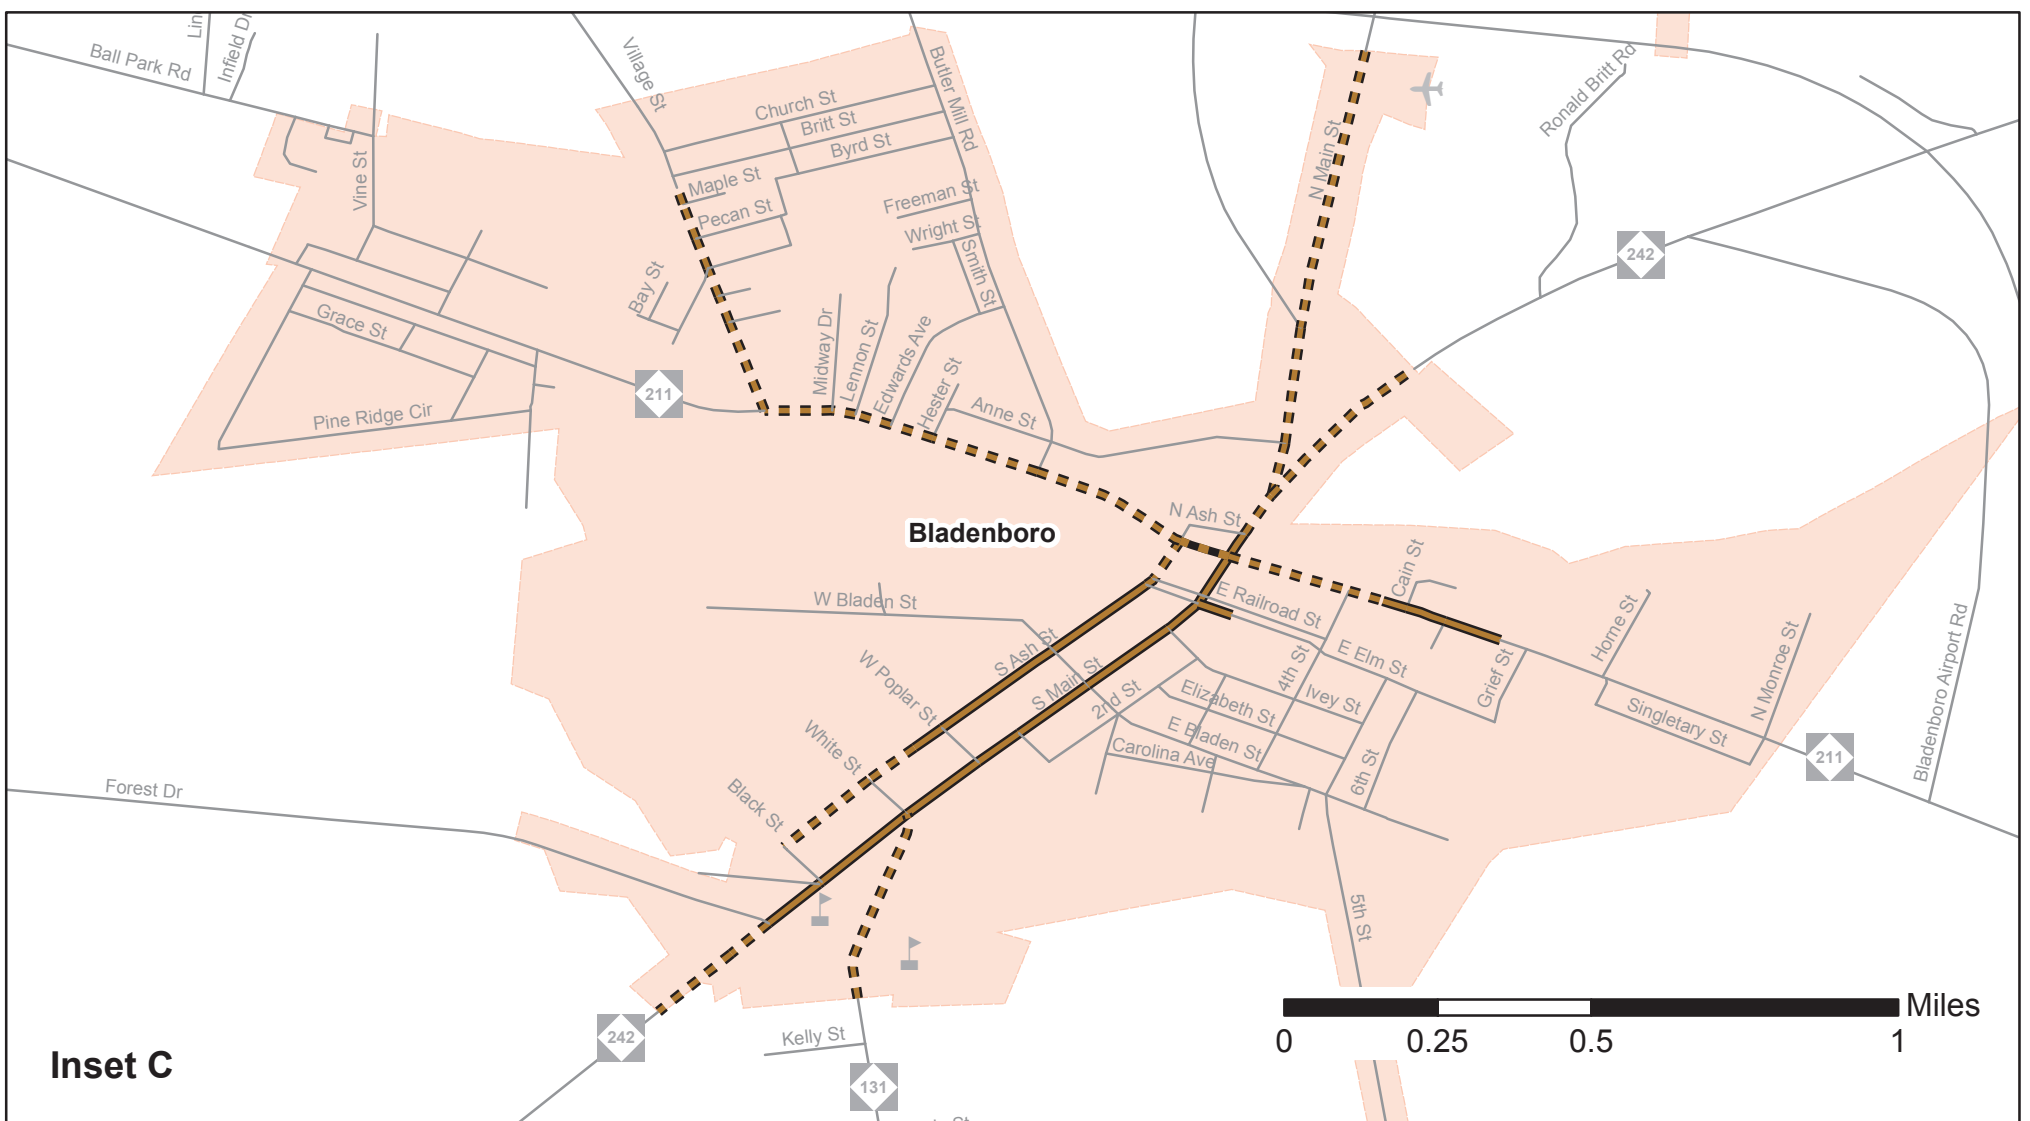 Lin
Infield Dr
Ball Park Rd
Village St
Butler Mill Rd
Church St
Britt St
Byrd St
Ronald Britt Rd
N Main St
Vine St
Maple St
Pecan St
Freeman St
Wright St
Smith St
242
Bay St
Grace St
Midway Dr
Lennon St
Edwards Ave
Hester St
Anne St
211
Pine Ridge Cir
N Ash St
Bladenboro
Cain St
E Railroad St
W Bladen St
Horne St
N Monroe St
Bladenboro Airport Rd
S Ash St
S Main St
W Poplar St
2nd St
4th St
E Elm St
Grief St
Elizabeth St
Ivey St
Singletary St
E Bladen St
Carolina Ave
White St
6th St
211
Forest Dr
Black St
5th St
Miles
0 0.25 0.5 1
242
Kelly St
Inset C
131